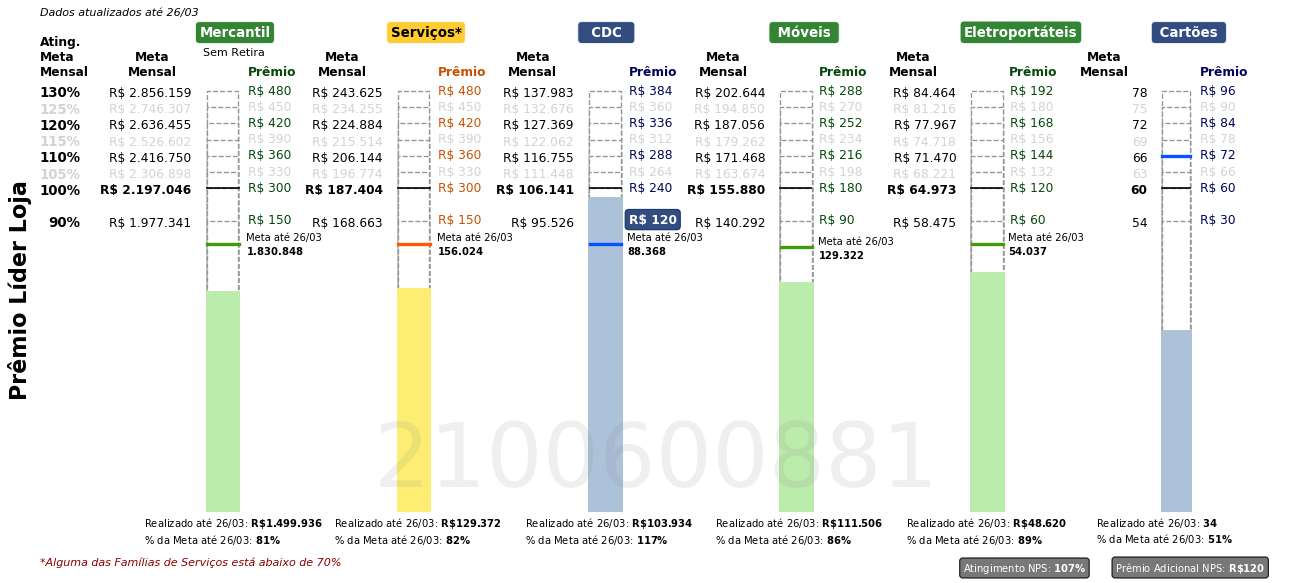 Dados atualizados até 26/03
Mercantil Serviços* CDC Móveis Eletroportáteis Cartões
Sem Retira
Ating. Meta Mensal Meta Mensal Prêmio Meta Mensal Prêmio Meta Mensal Prêmio Meta Mensal Prêmio Meta Mensal Prêmio Meta Mensal Prêmio
130% R$ 2.856.159 R$ 480 R$ 243.625 R$ 480 R$ 137.983 R$ 384 R$ 202.644 R$ 288 R$ 84.464 R$ 192 78 R$ 96
125% R$ 2.746.307 R$ 450 R$ 234.255 R$ 450 R$ 132.676 R$ 360 R$ 194.850 R$ 270 R$ 81.216 R$ 180 75 R$ 90
120% R$ 2.636.455 R$ 420 R$ 224.884 R$ 420 R$ 127.369 R$ 336 R$ 187.056 R$ 252 R$ 77.967 R$ 168 72 R$ 84
115% R$ 2.526.602 R$ 390 R$ 215.514 R$ 390 R$ 122.062 R$ 312 R$ 179.262 R$ 234 R$ 74.718 R$ 156 69 R$ 78
110% R$ 2.416.750 R$ 360 R$ 206.144 R$ 360 R$ 116.755 R$ 288 R$ 171.468 R$ 216 R$ 71.470 R$ 144 66 R$ 72
105% R$ 2.306.898 R$ 330 R$ 196.774 R$ 330 R$ 111.448 R$ 264 R$ 163.674 R$ 198 R$ 68.221 R$ 132 63 R$ 66
100% R$ 2.197.046 R$ 300 R$ 187.404 R$ 300 R$ 106.141 R$ 240 R$ 155.880 R$ 180 R$ 64.973 R$ 120 60 R$ 60
90% R$ 1.977.341 R$ 150 R$ 168.663 R$ 150 R$ 95.526 R$ 120 R$ 140.292 R$ 90 R$ 58.475 R$ 60 54 R$ 30
Meta até 26/03 Meta até 26/03 Meta até 26/03 Meta até 26/03 Meta até 26/03
1.830.848 156.024 88.368 129.322 54.037
Prêmio Líder Loja
2100600881
Realizado até 26/03: R$1.499.936 Realizado até 26/03: R$129.372 Realizado até 26/03: R$103.934 Realizado até 26/03: R$111.506 Realizado até 26/03: R$48.620 Realizado até 26/03: 34
% da Meta até 26/03: 81% % da Meta até 26/03: 82% % da Meta até 26/03: 117% % da Meta até 26/03: 86% % da Meta até 26/03: 89% % da Meta até 26/03: 51%
*Alguma das Famílias de Serviços está abaixo de 70% Atingimento NPS: 107% Prêmio Adicional NPS: R$120